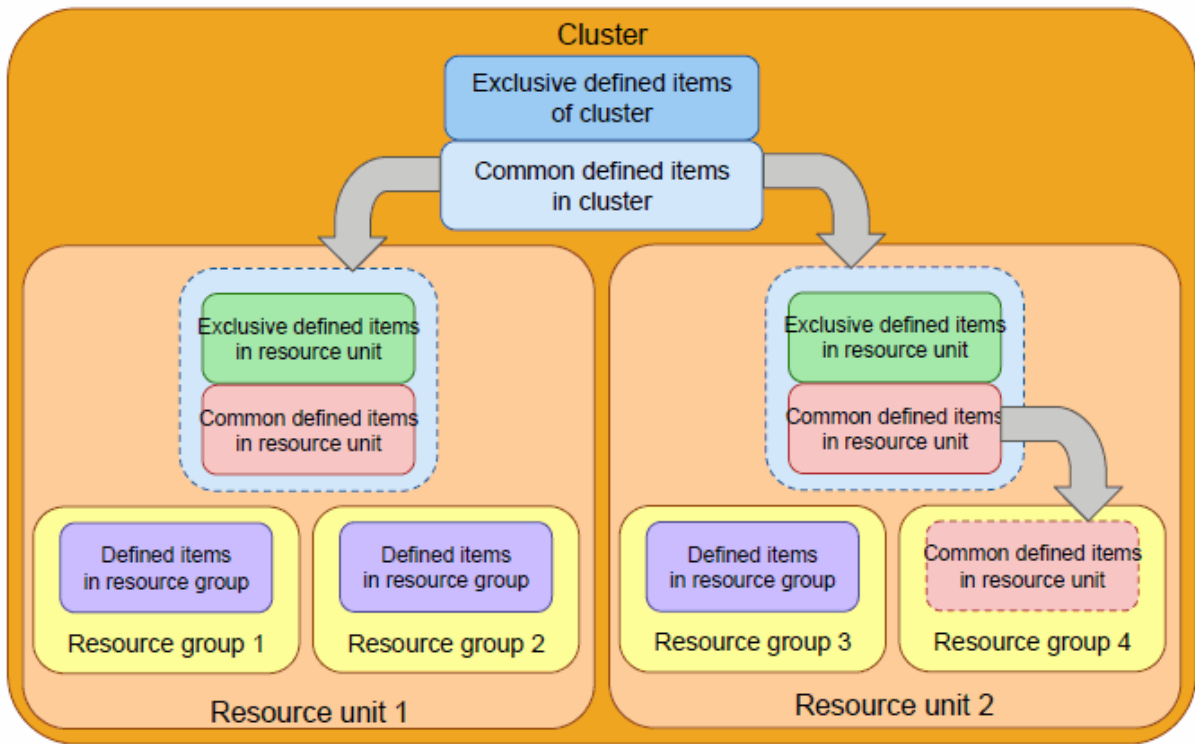 Cluster
Exclusive defined items
of cluster
Common defined items
in cluster
Exclusive defined items
in resource unit
Common defined items
in resource unit
Defined items
in resource group
Resource group 1
Defined items
in resource group
Resource group 2
Resource unit 1
Exclusive defined items
in resource unit
Common defined items
in resource unit
Defined items
in resource group
Resource group 3
Common defined items
in resource unit
Resource group 4
Resource unit 2